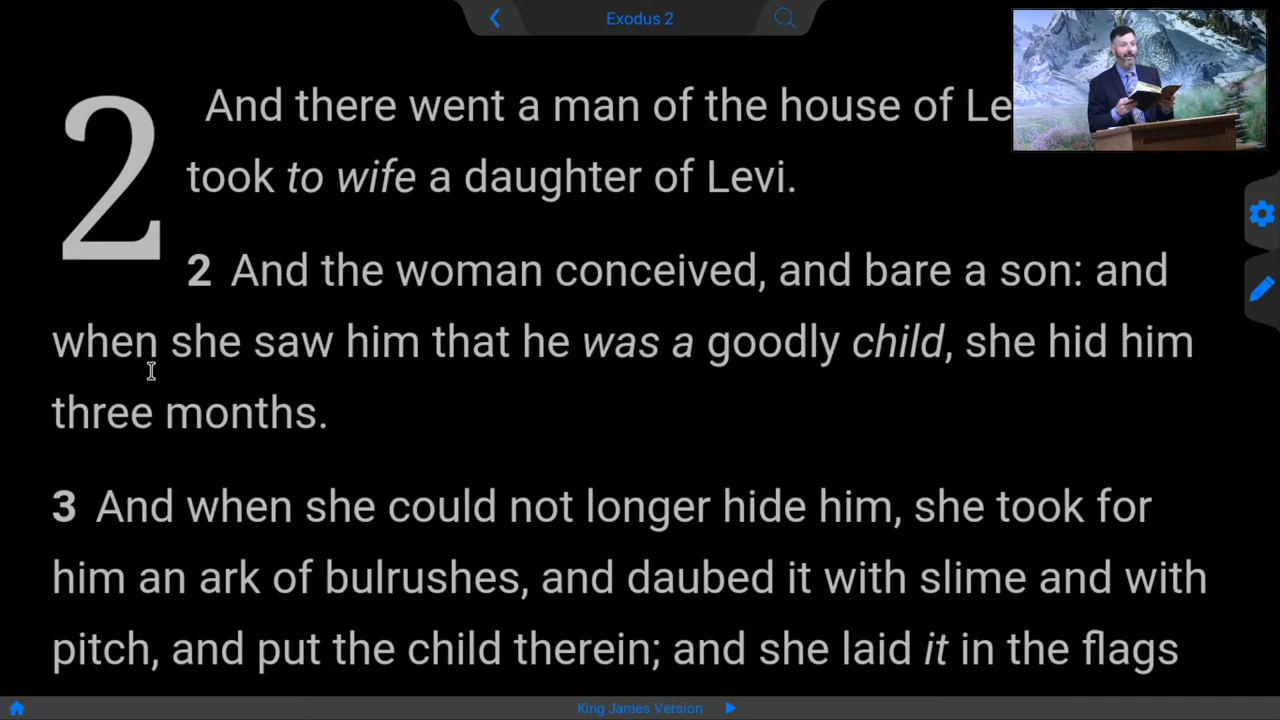 Exodus 2
2 And there went a man of the house of Le
took to wife a daughter of Levi.
2 And the woman conceived, and bare a son: and
when she saw him that he was a goodly child, she hid him
three months.
3 And when she could not longer hide him, she took for
him an ark of bulrushes, and daubed it with slime and with
pitch, and put the child therein; and she laid it in the flags
King James Version